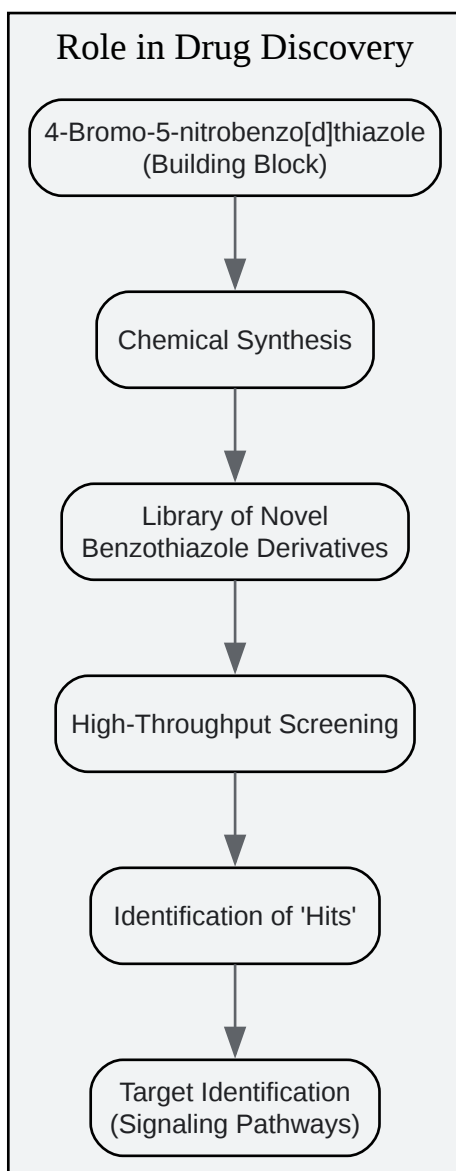 Role in Drug Discovery
4-Bromo-5-nitrobenzo[d]thiazole
(Building Block)
Chemical Synthesis
Library of Novel
Benzothiazole Derivatives
High-Throughput Screening
Identification of 'Hits'
Target Identification
(Signaling Pathways)